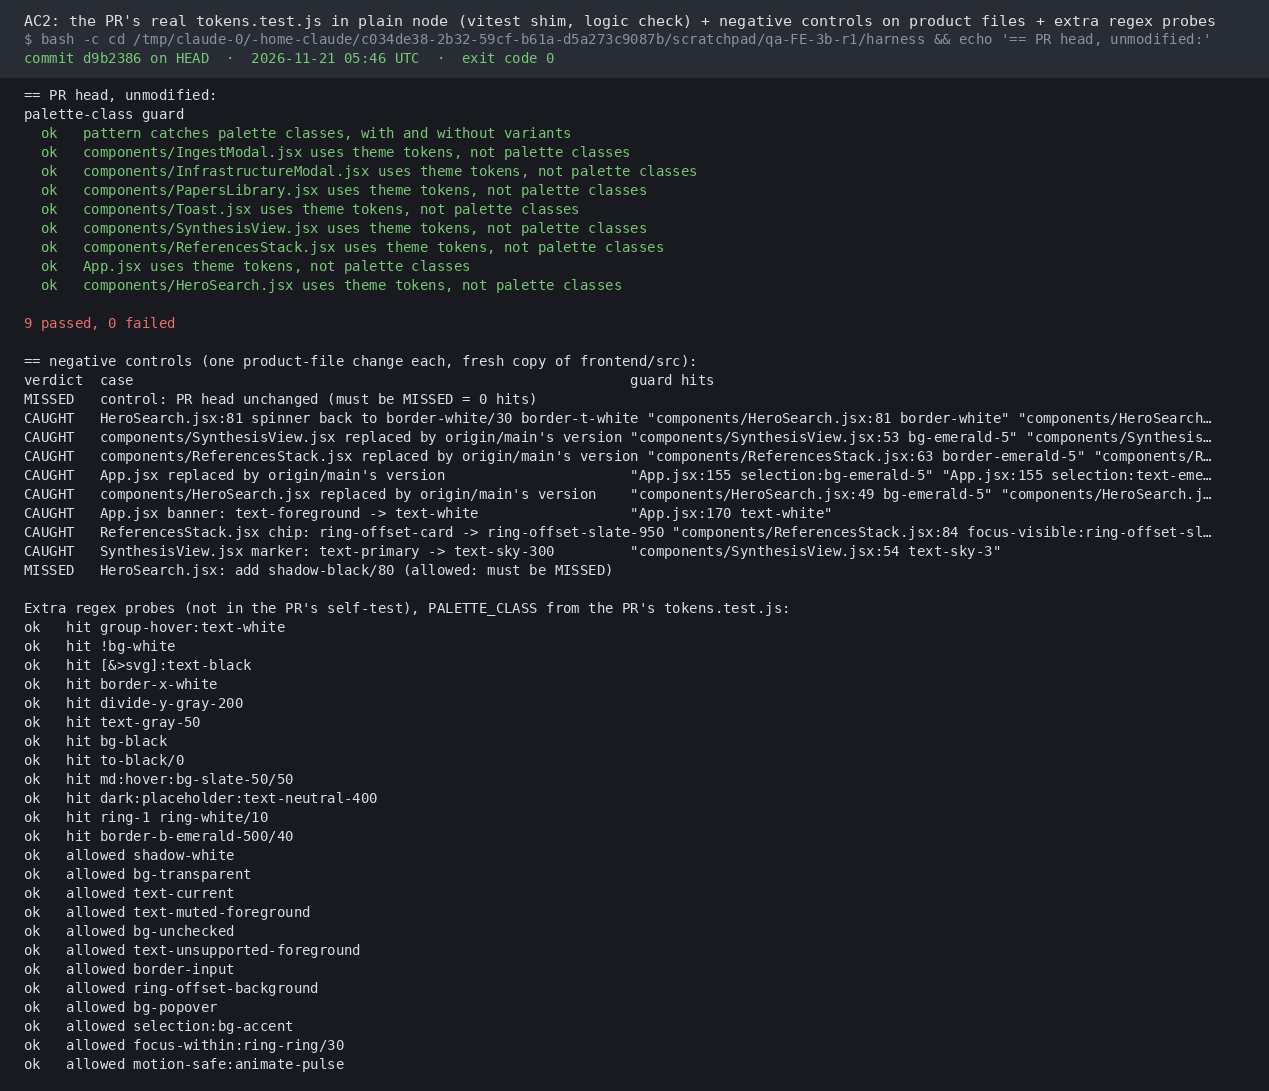 AC2: the PR's real tokens.test.js in plain node (vitest shim, logic check) + negative controls on product files + extra regex probes
$ bash -c cd /tmp/claude-0/-home-claude/c034de38-2b32-59cf-b61a-d5a273c9087b/scratchpad/qa-FE-3b-r1/harness && echo '== PR head, unmodified:'
commit d9b2386 on HEAD  ·  2026-11-21 05:46 UTC  ·  exit code 0
== PR head, unmodified:
palette-class guard
  ok   pattern catches palette classes, with and without variants
  ok   components/IngestModal.jsx uses theme tokens, not palette classes
  ok   components/InfrastructureModal.jsx uses theme tokens, not palette classes
  ok   components/PapersLibrary.jsx uses theme tokens, not palette classes
  ok   components/Toast.jsx uses theme tokens, not palette classes
  ok   components/SynthesisView.jsx uses theme tokens, not palette classes
  ok   components/ReferencesStack.jsx uses theme tokens, not palette classes
  ok   App.jsx uses theme tokens, not palette classes
  ok   components/HeroSearch.jsx uses theme tokens, not palette classes
9 passed, 0 failed
== negative controls (one product-file change each, fresh copy of frontend/src):
verdict  case                                                           guard hits
MISSED   control: PR head unchanged (must be MISSED = 0 hits)
CAUGHT   HeroSearch.jsx:81 spinner back to border-white/30 border-t-white "components/HeroSearch.jsx:81 border-white" "components/HeroSearch…
CAUGHT   components/SynthesisView.jsx replaced by origin/main's version "components/SynthesisView.jsx:53 bg-emerald-5" "components/Synthesis…
CAUGHT   components/ReferencesStack.jsx replaced by origin/main's version "components/ReferencesStack.jsx:63 border-emerald-5" "components/R…
CAUGHT   App.jsx replaced by origin/main's version                      "App.jsx:155 selection:bg-emerald-5" "App.jsx:155 selection:text-eme…
CAUGHT   components/HeroSearch.jsx replaced by origin/main's version    "components/HeroSearch.jsx:49 bg-emerald-5" "components/HeroSearch.j…
CAUGHT   App.jsx banner: text-foreground -> text-white                  "App.jsx:170 text-white"
CAUGHT   ReferencesStack.jsx chip: ring-offset-card -> ring-offset-slate-950 "components/ReferencesStack.jsx:84 focus-visible:ring-offset-sl…
CAUGHT   SynthesisView.jsx marker: text-primary -> text-sky-300         "components/SynthesisView.jsx:54 text-sky-3"
MISSED   HeroSearch.jsx: add shadow-black/80 (allowed: must be MISSED)
Extra regex probes (not in the PR's self-test), PALETTE_CLASS from the PR's tokens.test.js:
ok   hit group-hover:text-white
ok   hit !bg-white
ok   hit [&>svg]:text-black
ok   hit border-x-white
ok   hit divide-y-gray-200
ok   hit text-gray-50
ok   hit bg-black
ok   hit to-black/0
ok   hit md:hover:bg-slate-50/50
ok   hit dark:placeholder:text-neutral-400
ok   hit ring-1 ring-white/10
ok   hit border-b-emerald-500/40
ok   allowed shadow-white
ok   allowed bg-transparent
ok   allowed text-current
ok   allowed text-muted-foreground
ok   allowed bg-unchecked
ok   allowed text-unsupported-foreground
ok   allowed border-input
ok   allowed ring-offset-background
ok   allowed bg-popover
ok   allowed selection:bg-accent
ok   allowed focus-within:ring-ring/30
ok   allowed motion-safe:animate-pulse